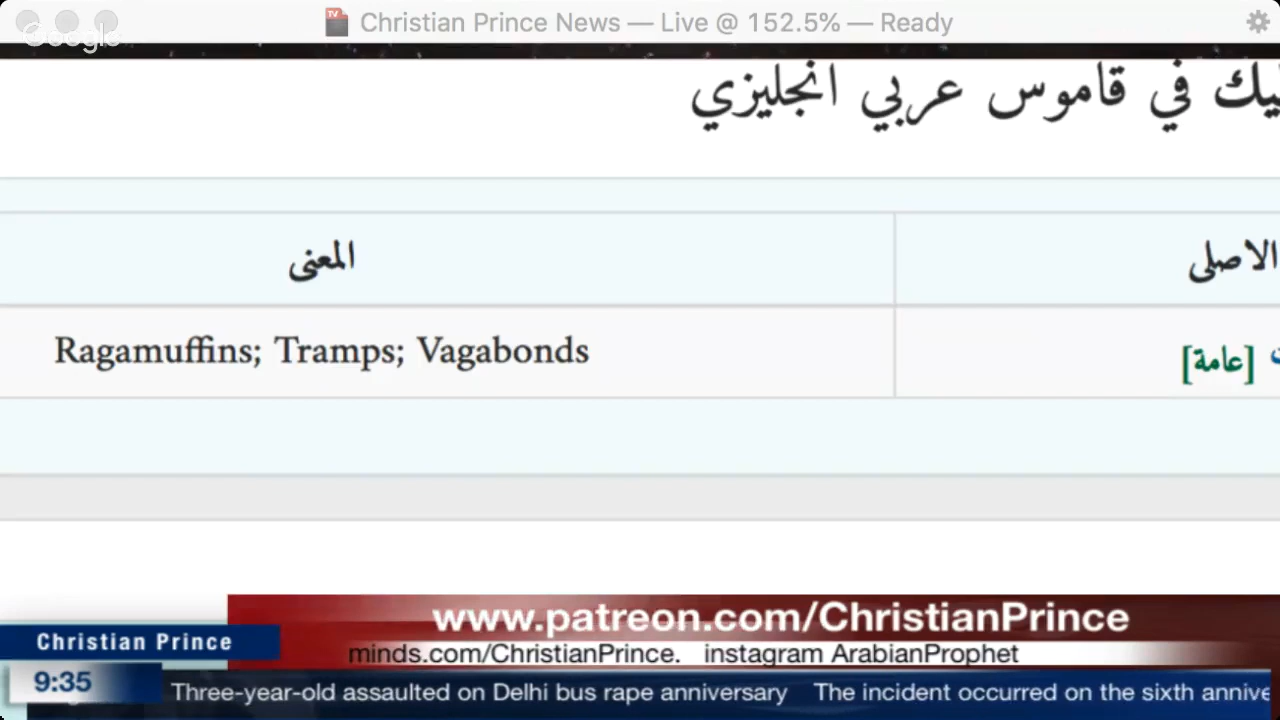 Christian Prince News — Live @ 152.5% — Ready
Google
في قاموس عربي انجليزي
المعنى
الاصلى
Ragamuffins; Tramps; Vagabonds
[عامة]
www.patreon.com/ChristianPrince
Christian Prince
minds.com/ChristianPrince. instagram ArabianProphet
9:35
Three-year-old assaulted on Delhi bus rape anniversary The incident occurred on the sixth annive